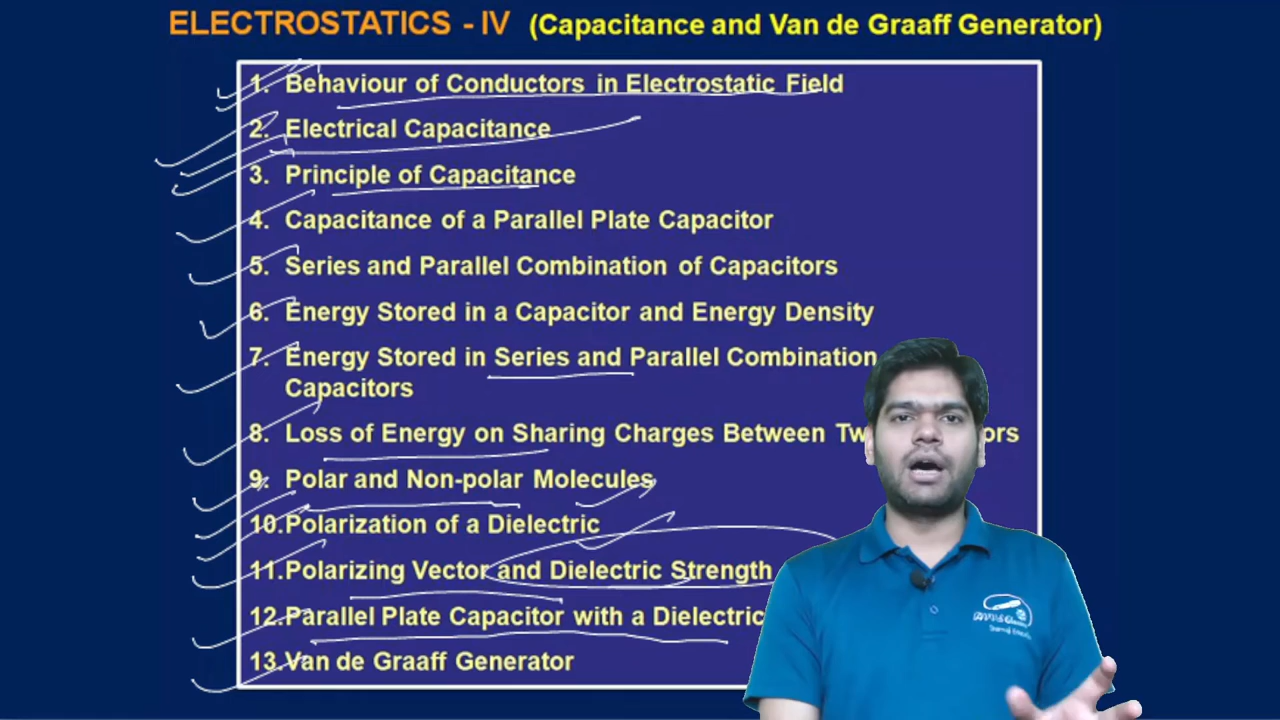 ELECTROSTATICS - IV (Capacitance and Van de Graaff Generator)
1. Behaviour of Conductors in Electrostatic Field
2. Electrical Capacitance
3. Principle of Capacitance
4. Capacitance of a Parallel Plate Capacitor
5. Series and Parallel Combination of Capacitors
6. Energy Stored in a Capacitor and Energy Density
7. Energy Stored in Series and Parallel Combination
Capacitors
8. Loss of Energy on Sharing Charges Between
9. Polar and Non-polar Molecules
10. Polarization of a Dielectric
11. Polarizing Vector and Dielectric Strength
12. Parallel Plate Capacitor with a Dielectric
13. Van de Graaff Generator